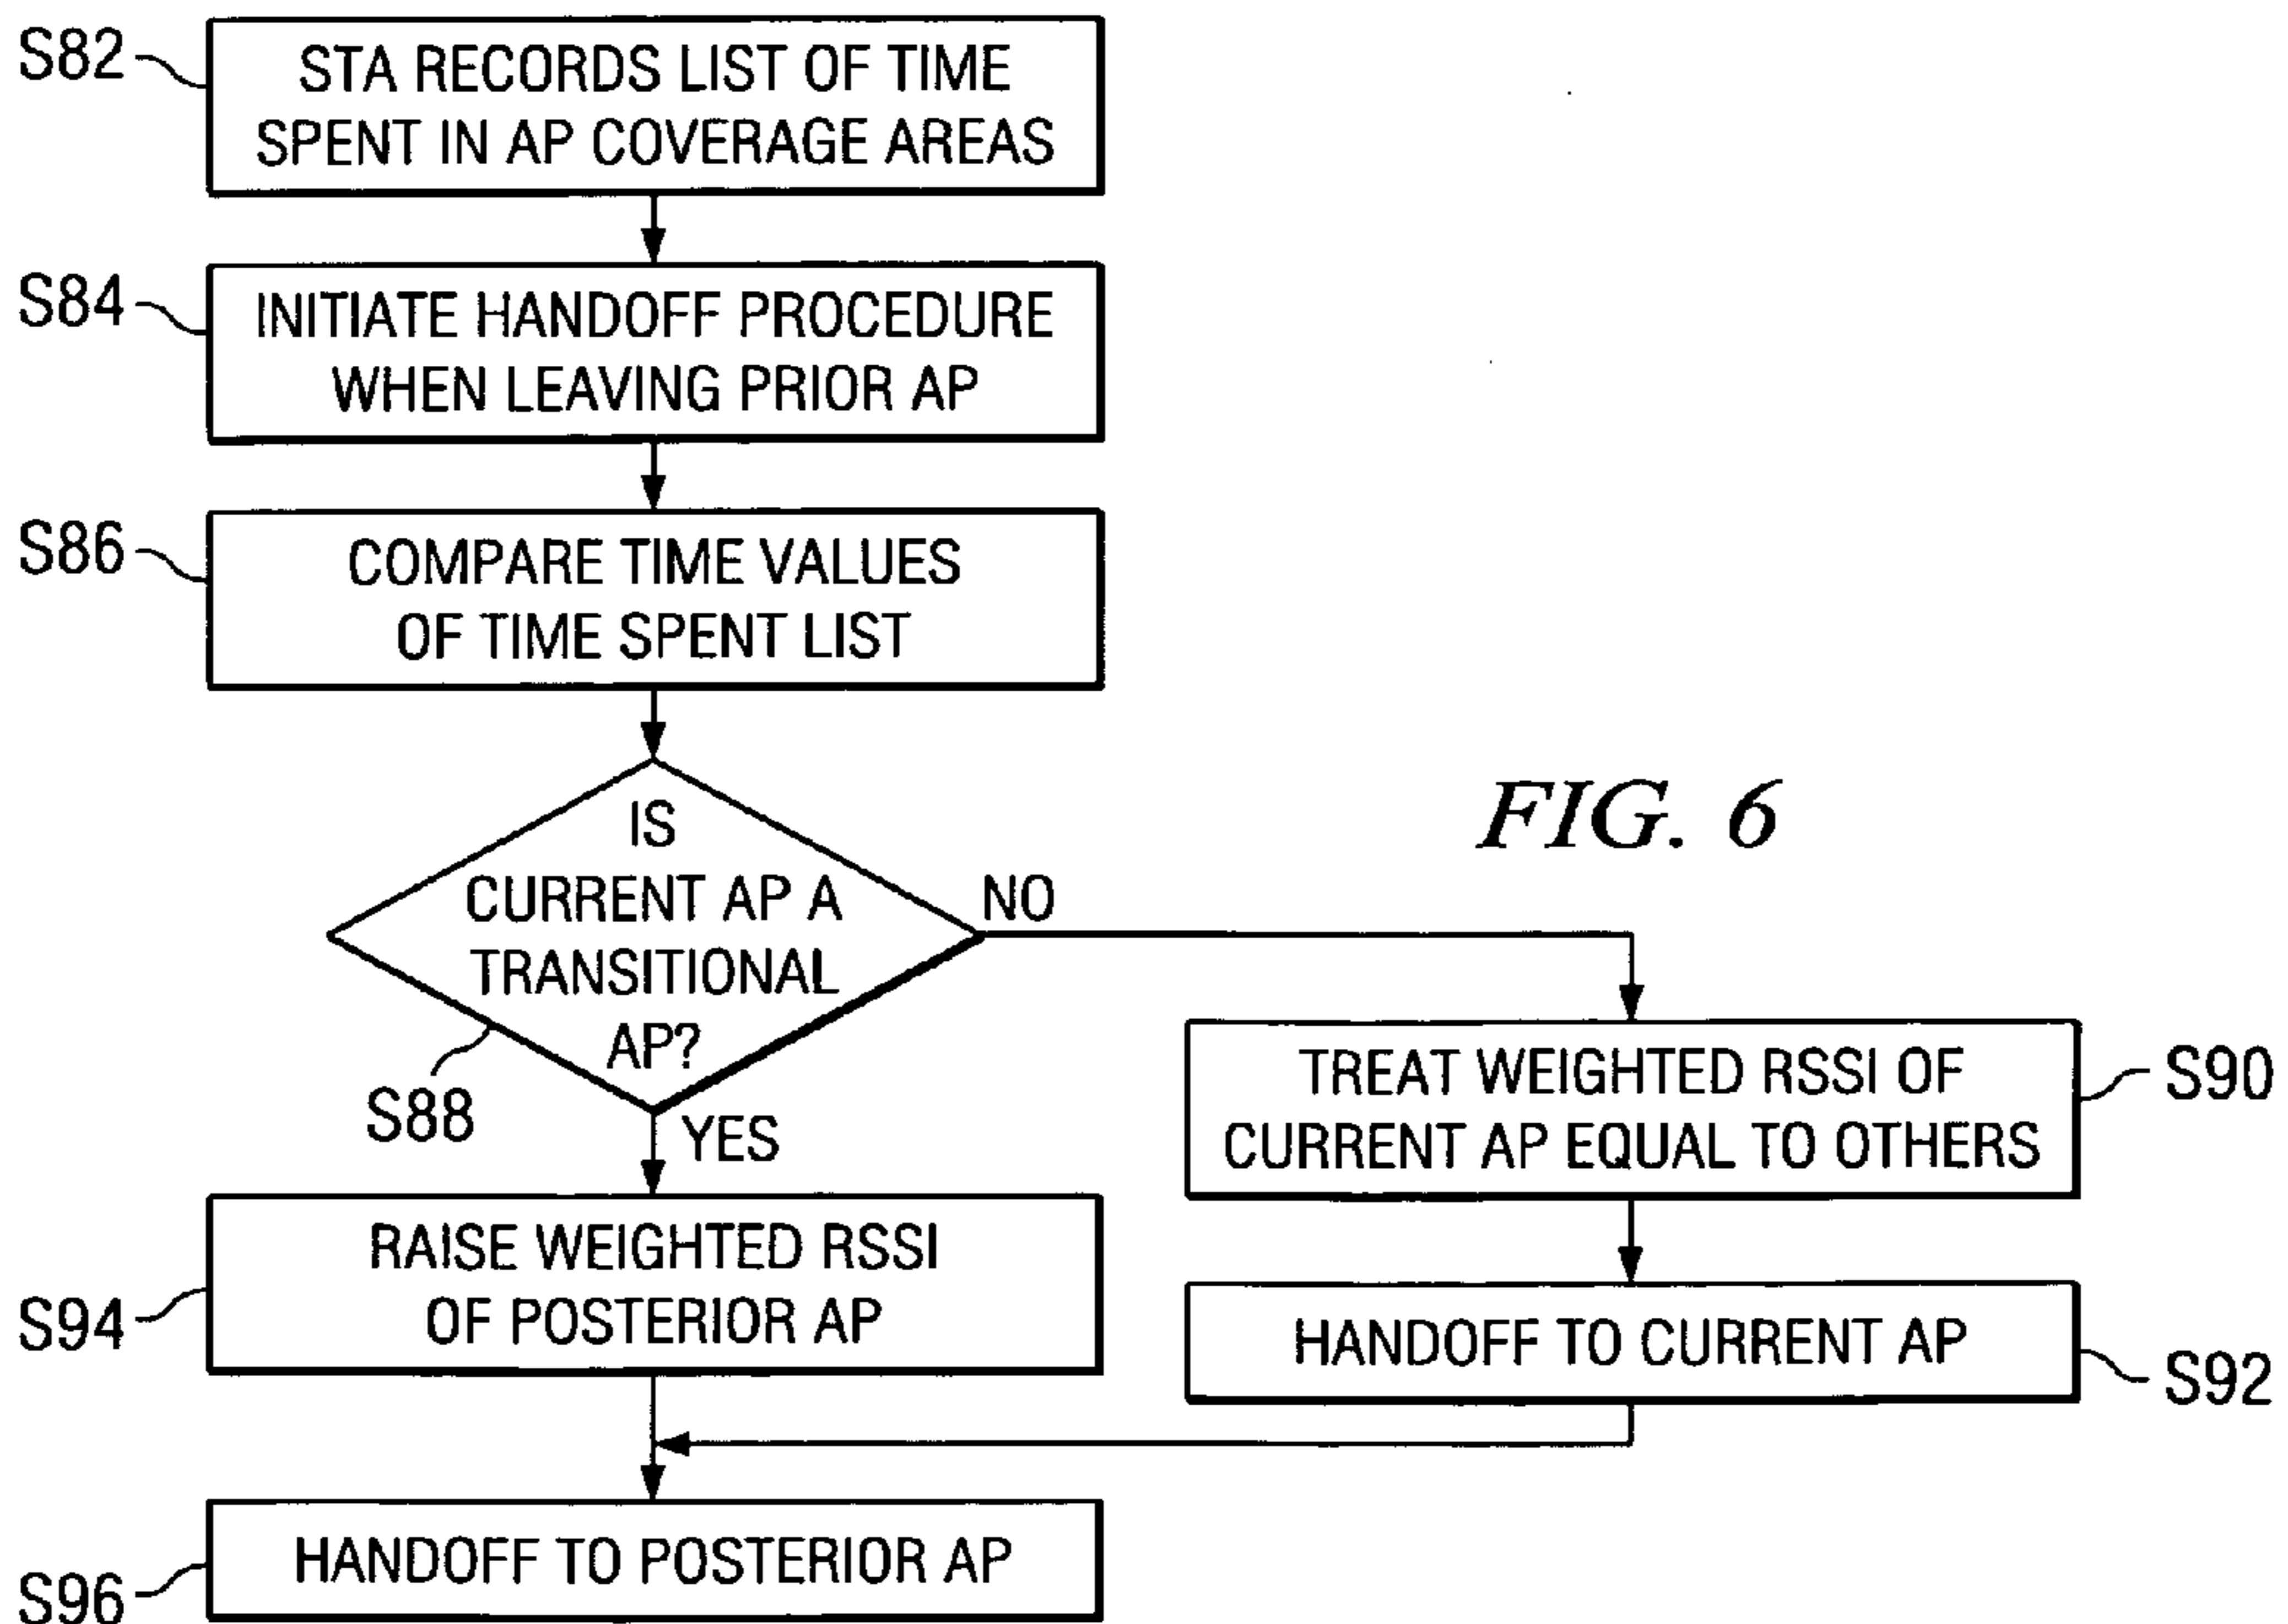 S82
STA RECORDS LIST OF TIME
SPENT IN AP COVERAGE AREAS
S84
INITIATE HANDOFF PROCEDURE
WHEN LEAVING PRIOR AP
S86
COMPARE TIME VALUES
OF TIME SPENT LIST
IS
CURRENT AP A
TRANSITIONAL
AP?
S88
NO
YES
FIG. 6
TREAT WEIGHTED RSSI OF
CURRENT AP EQUAL TO OTHERS
S90
HANDOFF TO CURRENT AP
S92
RAISE WEIGHTED RSSI
OF POSTERIOR AP
S94
HANDOFF TO POSTERIOR AP
S96